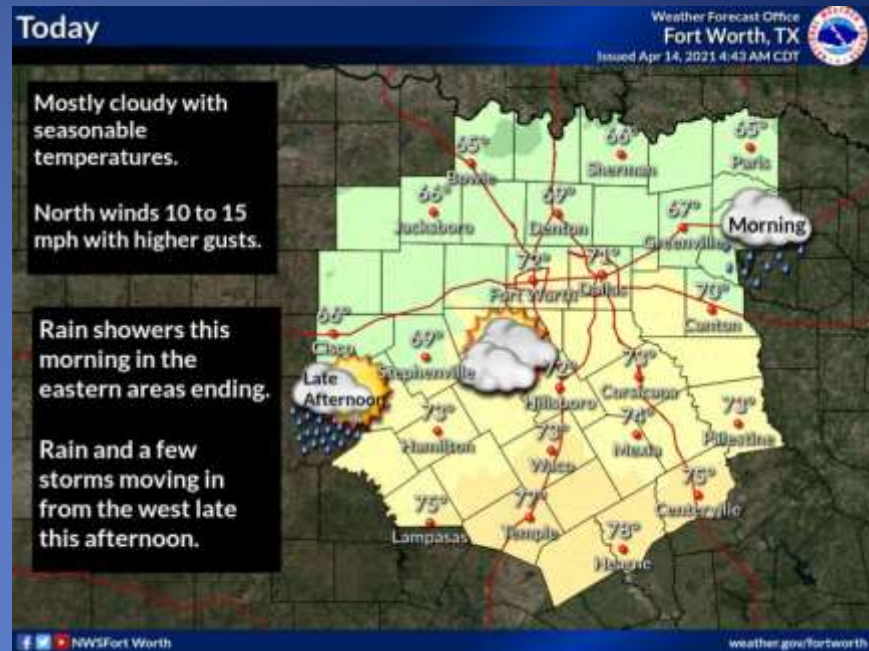 Today
Weather Forecast Office
Fort Worth, TX
Issued Apr 14, 2021 4:43 AM CDT
Mostly cloudy with
seasonable
temperatures.
North winds 10 to 15
mph with higher gusts.
Rain showers this
morning in the
eastern areas ending.
Rain and a few
storms moving in
from the west late
this afternoon.
65°
Bowie
66°
Sherman
65°
Paris
66°
Jacksboro
69°
Denton
67°
Greenville
Morning
72°
Fort Worth
71°
Dallas
70°
Canton
66°
Cisco
69°
Stephenville
Late
Afternoon
72°
Hillsboro
73°
Corsicana
73°
Hamilton
73°
Waco
74°
Mexia
73°
Palestine
75°
Lampasas
77°
Temple
75°
Centerville
78°
Hearne
NWSFort Worth
weather.gov/fortworth